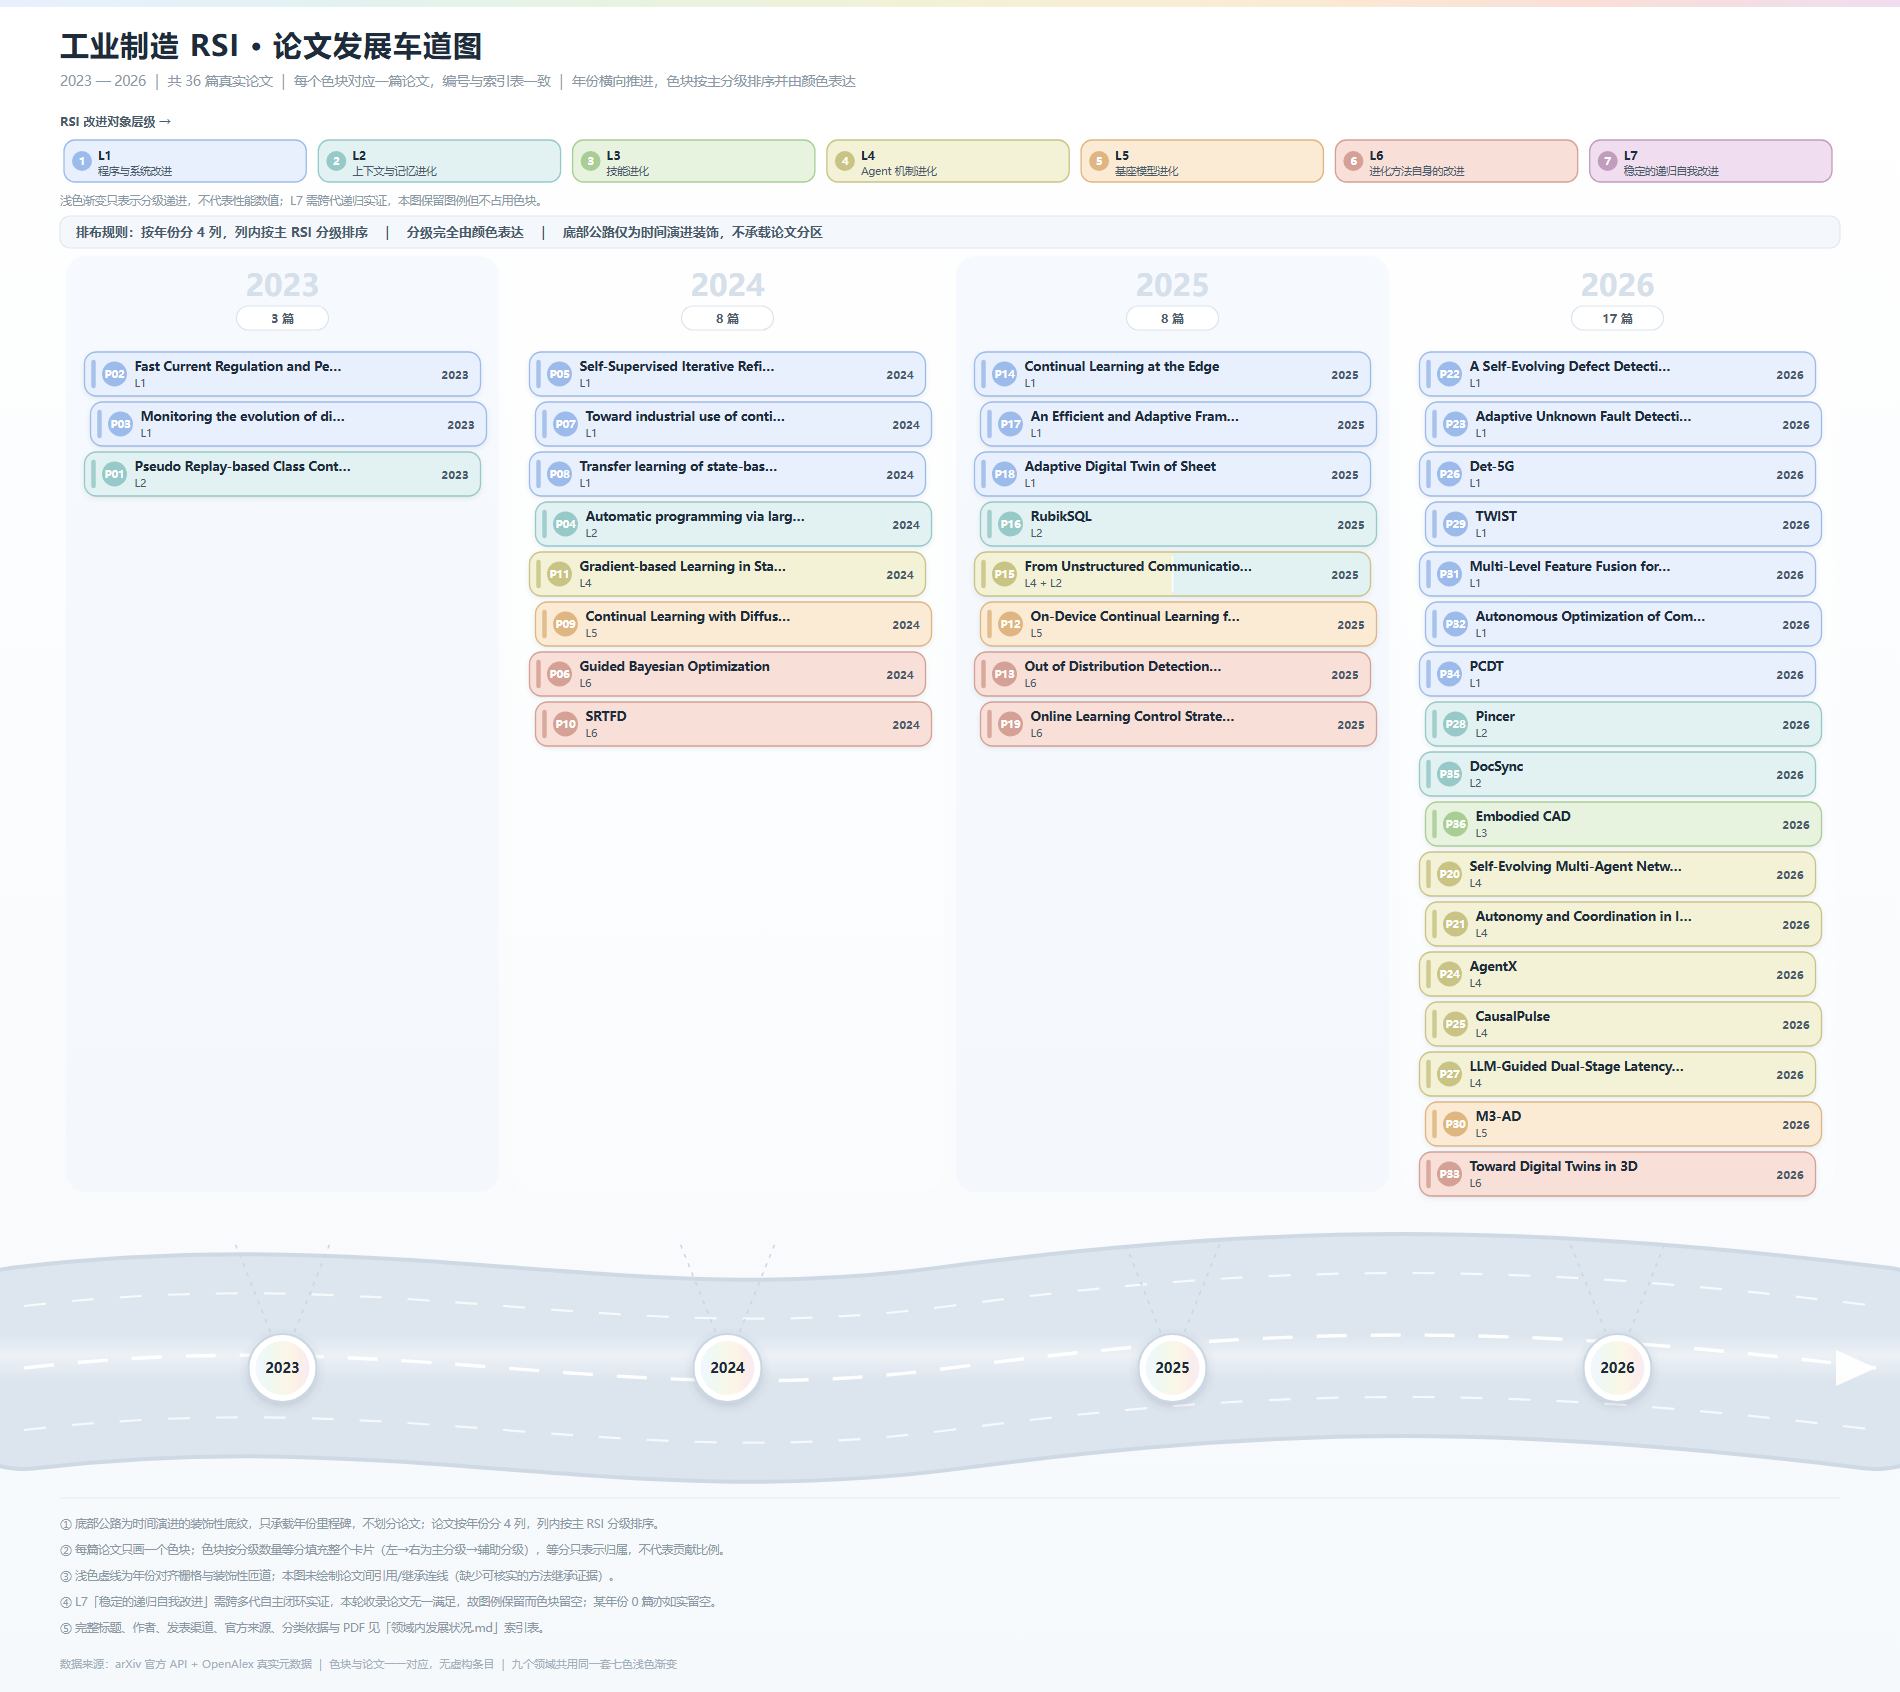 工业制造 RSI • 论文发展车道图
2023 — 2026 | 共 36 篇真实论文 | 每个色块对应一篇论文，编号与索引表一致 | 年份横向推进，色块按主分级排序并由颜色表达
RSI 改进对象层级 →
1 L1 程序与系统改进
2 L2 上下文与记忆进化
3 L3 技能进化
4 L4 Agent 机制进化
5 L5 基座模型进化
6 L6 进化方法自身的改进
7 L7 稳定的递归自我改进
浅色渐变只表示分级递进，不代表性能数值；L7 需跨代递归实证，本图保留图例但不占用色块。
排布规则：按年份分 4 列，列内按主 RSI 分级排序 | 分级完全由颜色表达 | 底部公路仅为时间演进装饰，不承载论文分区
2023
3 篇
P02 Fast Current Regulation and Pe... 2023
L1
P03 Monitoring the evolution of di... 2023
L1
P01 Pseudo Replay-based Class Cont... 2023
L2
2024
8 篇
P05 Self-Supervised Iterative Refi... 2024
L1
P07 Toward industrial use of conti... 2024
L1
P08 Transfer learning of state-bas... 2024
L1
P04 Automatic programming via larg... 2024
L2
P11 Gradient-based Learning in Sta... 2024
L4
P09 Continual Learning with Diffus... 2024
L5
P06 Guided Bayesian Optimization 2024
L6
P10 SRTFD 2024
L6
2025
8 篇
P14 Continual Learning at the Edge 2025
L1
P17 An Efficient and Adaptive Fram... 2025
L1
P18 Adaptive Digital Twin of Sheet 2025
L1
P16 RubikSQL 2025
L2
P15 From Unstructured Communicatio... 2025
L4 + L2
P12 On-Device Continual Learning f... 2025
L5
P13 Out of Distribution Detection... 2025
L6
P19 Online Learning Control Strate... 2025
L6
2026
17 篇
P22 A Self-Evolving Defect Detecti... 2026
L1
P23 Adaptive Unknown Fault Detecti... 2026
L1
P26 Det-5G 2026
L1
P29 TWIST 2026
L1
P31 Multi-Level Feature Fusion for... 2026
L1
P32 Autonomous Optimization of Com... 2026
L1
P34 PCDT 2026
L1
P28 Pincer 2026
L2
P35 DocSync 2026
L2
P36 Embodied CAD 2026
L3
P20 Self-Evolving Multi-Agent Netw... 2026
L4
P21 Autonomy and Coordination in I... 2026
L4
P24 AgentX 2026
L4
P25 CausalPulse 2026
L4
P27 LLM-Guided Dual-Stage Latency... 2026
L4
P30 M3-AD 2026
L5
P33 Toward Digital Twins in 3D 2026
L6
2023 2024 2025 2026
① 底部公路为时间演进的装饰性底纹，只承载年份里程碑，不划分论文；论文按年份分 4 列，列内按主 RSI 分级排序。
② 每篇论文只画一个色块；色块按分级数量等分填充整个卡片（左→右为主分级→辅助分级），等分只表示归属，不代表贡献比例。
③ 浅色虚线为年份对齐栅格与装饰性匝道；本图未绘制论文间引用/继承连线（缺少可核实的方法继承证据）。
④ L7「稳定的递归自我改进」需跨多代自主闭环实证，本轮收录论文无一满足，故图例保留而色块留空；某年份 0 篇亦如实留空。
⑤ 完整标题、作者、发表渠道、官方来源、分类依据与 PDF 见「领域内发展状况.md」索引表。
数据来源：arXiv 官方 API + OpenAlex 真实元数据 | 色块与论文一一对应，无虚构条目 | 九个领域共用同一套七色浅色渐变